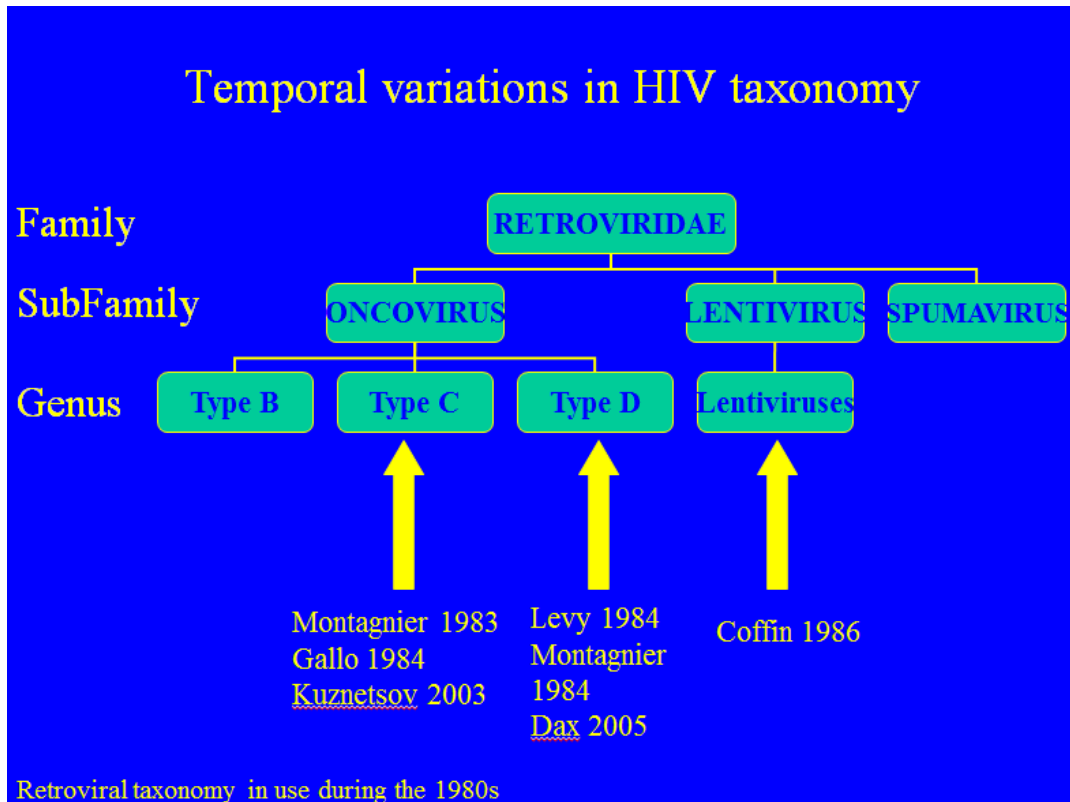 Temporal variations in HIV taxonomy
Family
RETROVIRIDAE
SubFamily
ONCOVIRUS
LENTIVIRUS
SPUMAVIRUS
Genus
Type B
Type C
Type D
Lentiviruses
Montagnier 1983
Gallo 1984
Kuznetsov 2003
Levy 1984
Montagnier
1984
Dax 2005
Coffin 1986
Retroviral taxonomy in use during the 1980s